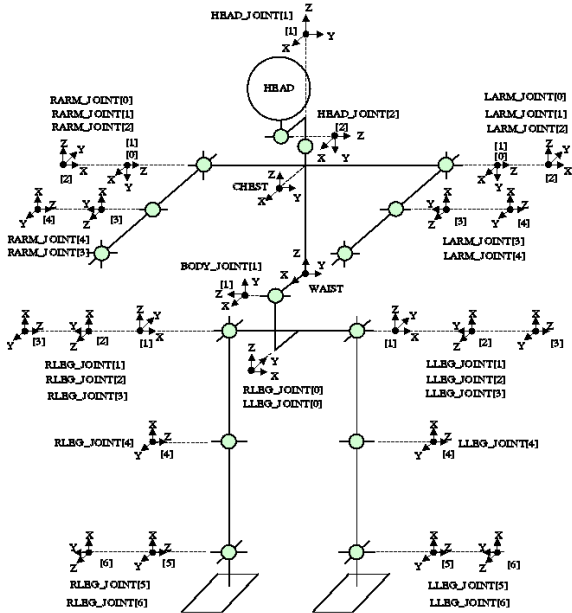 HEAD_JOINT[1]
Z
[1]
Y
X
HEAD
RARM_JOINT[0]
RARM_JOINT[1]
RARM_JOINT[2]
HEAD_JOINT[2]
[2]
Z
X
Y
LARM_JOINT[0]
LARM_JOINT[1]
LARM_JOINT[2]
Z
Y
X
[2]
[1]
[0]
Z
X
Y
Z
CHEST
Y
X
[1]
[0]
Z
X
Y
Z
Y
X
[2]
X
Z
Y
[4]
X
Y
Z
[3]
X
Y
Z
[3]
X
Z
Y
[4]
RARM_JOINT[4]
RARM_JOINT[3]
LARM_JOINT[3]
LARM_JOINT[4]
BODY_JOINT[1]
[1]
Y
Z
X
Z
X
Y
WAIST
X
Z
Y
[3]
X
Y
Z
[2]
Z
Y
X
[1]
Z
Y
X
[1]
X
Y
Z
[2]
X
Z
Y
[3]
Z
Y
X
RLEG_JOINT[1]
RLEG_JOINT[2]
RLEG_JOINT[3]
RLEG_JOINT[0]
LLEG_JOINT[0]
LLEG_JOINT[1]
LLEG_JOINT[2]
LLEG_JOINT[3]
RLEG_JOINT[4]
X
Z
Y
[4]
X
Z
Y
[4]
LLEG_JOINT[4]
X
Y
Z
[6]
X
Z
Y
[5]
X
Z
Y
[5]
X
Y
Z
[6]
RLEG_JOINT[5]
RLEG_JOINT[6]
LLEG_JOINT[5]
LLEG_JOINT[6]